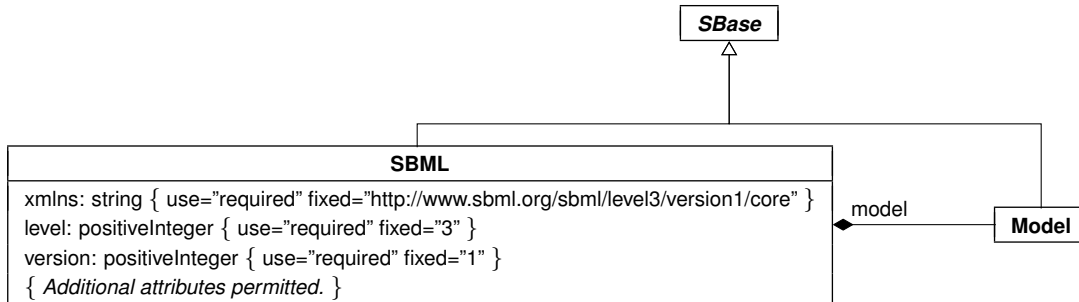 SBase
SBML
xmlns: string { use=”required” fixed=”http://www.sbml.org/sbml/level3/version1/core” }
level: positiveInteger { use=”required” fixed=”3” }
version: positiveInteger { use=”required” fixed=”1” }
{ Additional attributes permitted. }
model
Model